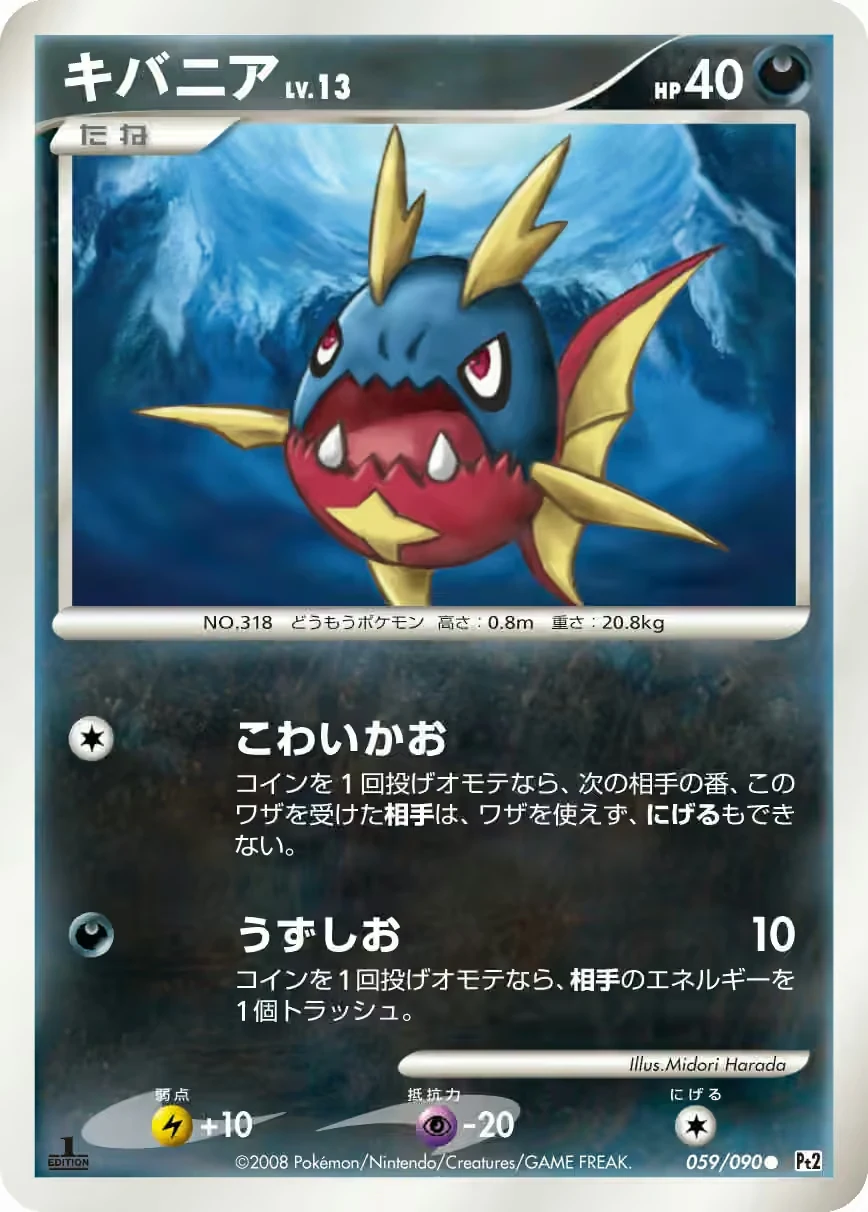 キバニア LV.13 HP40
たね
NO.318 どうもうポケモン 高さ:0.8m 重さ:20.8kg
こわいかお
コインを1回投げオモテなら、次の相手の番、この
ワザを受けた相手は、ワザを使えず、にげるもでき
ない。
うずしお 10
コインを1回投げオモテなら、相手のエネルギーを
1個トラッシュ。
Illus.Midori Harada
弱点 抵抗力 にげる
+10 -20
1 EDITION ©2008 Pokémon/Nintendo/Creatures/GAME FREAK. 059/090 Pt2